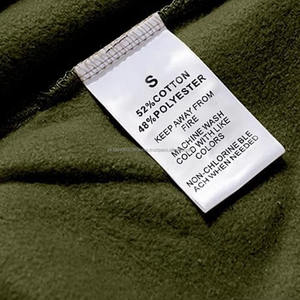 S
52%COTTON
48%POLYESTER
KEEP AWAY FROM
FIRE
MACHINE WASH
COLD WITH LIKE
COLORS
NON-CHLORINE BLE
ACH WHEN NEEDED